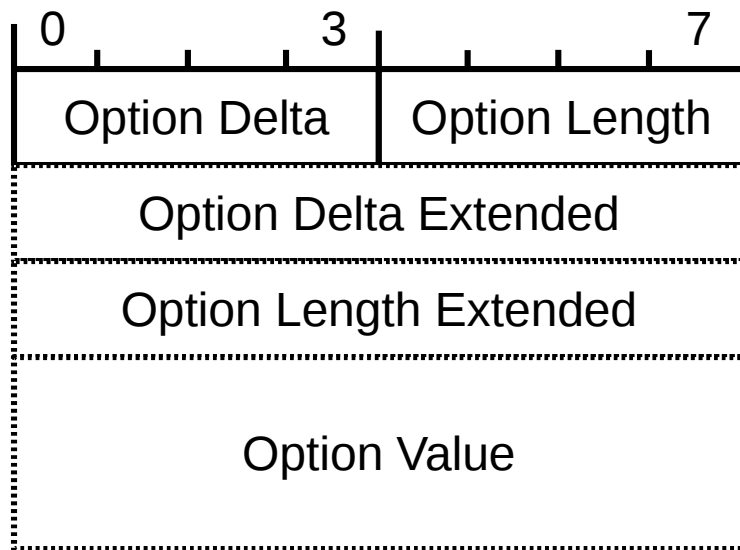 0 3 7
Option Delta Option Length
Option Delta Extended
Option Length Extended
Option Value